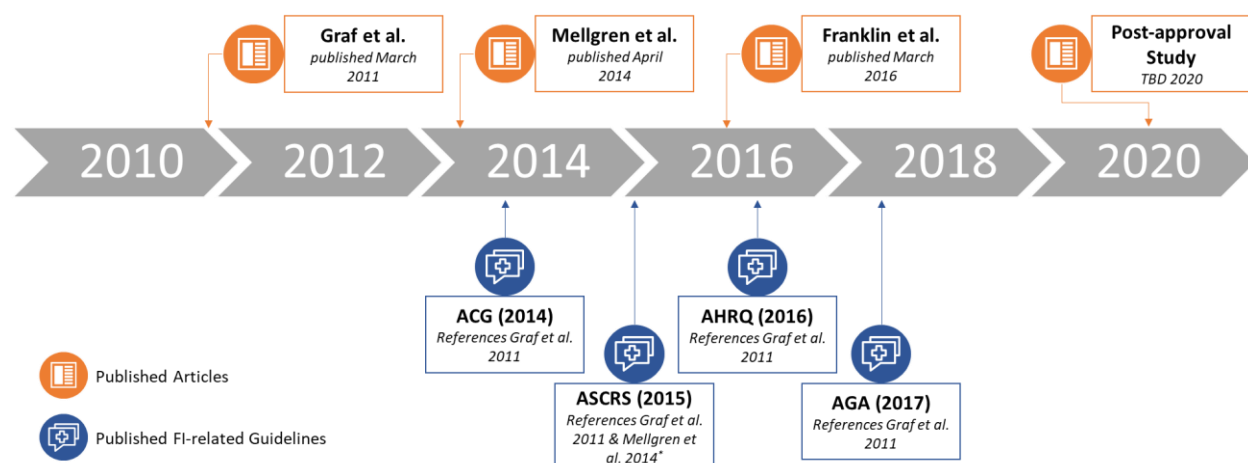 Graf et al.
published March
2011
Mellgren et al.
published April
2014
Franklin et al.
published March
2016
Post-approval
Study
TBD 2020
2010
2012
2014
2016
2018
2020
ACG (2014)
References Graf et al.
2011
ASCRS (2015)
References Graf et al.
2011 & Mellgren et
al. 2014*
AHRQ (2016)
References Graf et al.
2011
AGA (2017)
References Graf et al.
2011
Published Articles
Published FI-related Guidelines